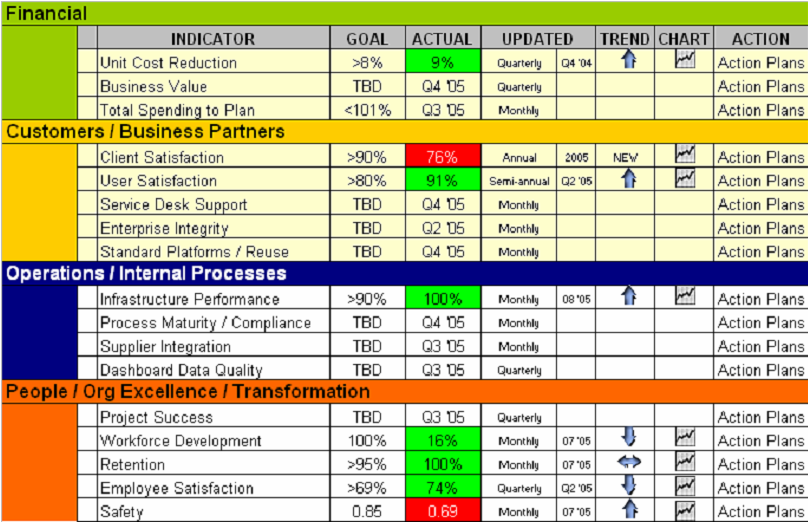 Financial
INDICATOR GOAL ACTUAL UPDATED TREND CHART ACTION
Unit Cost Reduction >8% 9% Quarterly Q4 '04 Action Plans
Business Value TBD Q4 '05 Quarterly Action Plans
Total Spending to Plan <101% Q3 '05 Monthly Action Plans
Customers / Business Partners
Client Satisfaction >90% 76% Annual 2005 NEW Action Plans
User Satisfaction >80% 91% Semi-annual Q2 '05 Action Plans
Service Desk Support TBD Q4 '05 Monthly Action Plans
Enterprise Integrity TBD Q2 '05 Monthly Action Plans
Standard Platforms / Reuse TBD Q4 '05 Monthly Action Plans
Operations / Internal Processes
Infrastructure Performance >90% 100% Monthly 08 '05 Action Plans
Process Maturity / Compliance TBD Q4 '05 Monthly Action Plans
Supplier Integration TBD Q3 '05 Monthly Action Plans
Dashboard Data Quality TBD Q3 '05 Quarterly Action Plans
People / Org Excellence / Transformation
Project Success TBD Q3 '05 Quarterly Action Plans
Workforce Development 100% 16% Monthly 07 '05 Action Plans
Retention >95% 100% Monthly 07 '05 Action Plans
Employee Satisfaction >69% 74% Quarterly Q2 '05 Action Plans
Safety 0.85 0.69 Monthly 07 '05 Action Plans